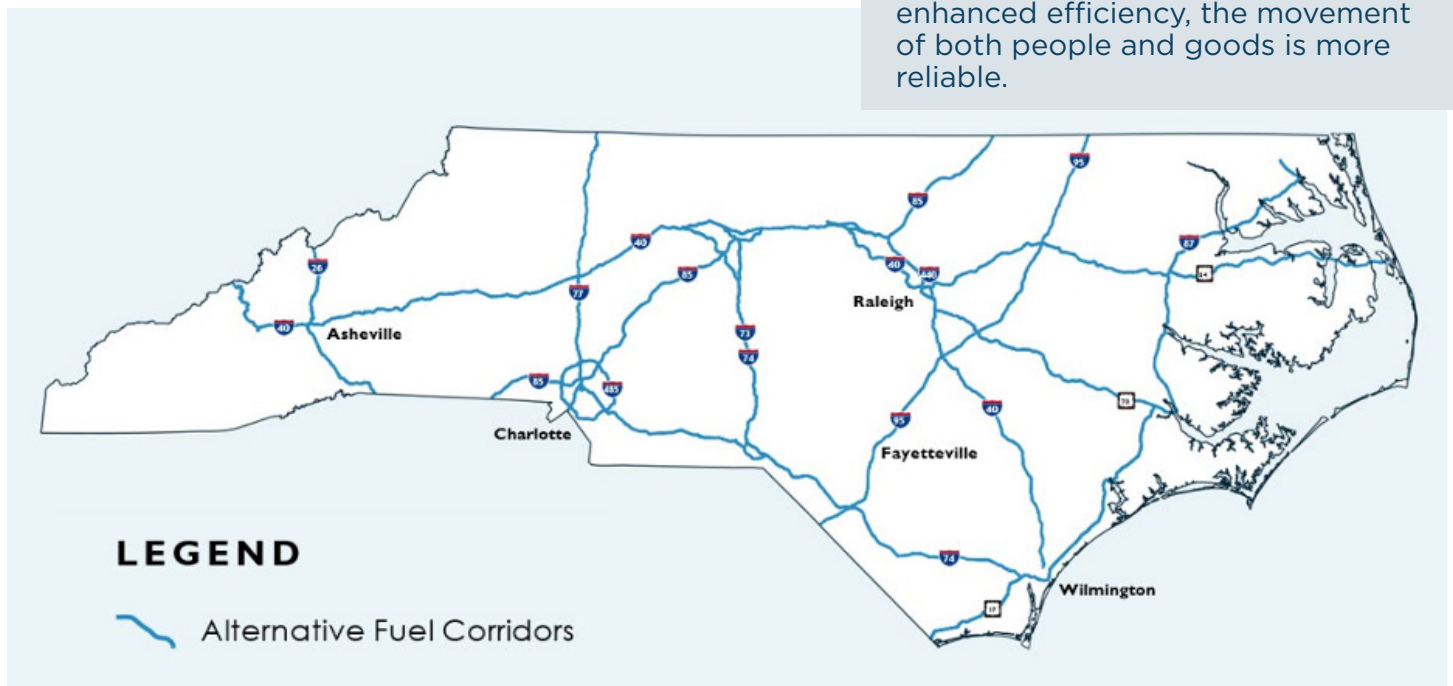 enhanced efficiency, the movement
of both people and goods is more
reliable.
95
85
87
40
26
40
85
40
440
64
77
Raleigh
73
40
Asheville
74
85
485
40
95
Charlotte
Fayetteville
LEGEND
74
Wilmington
17
Alternative Fuel Corridors